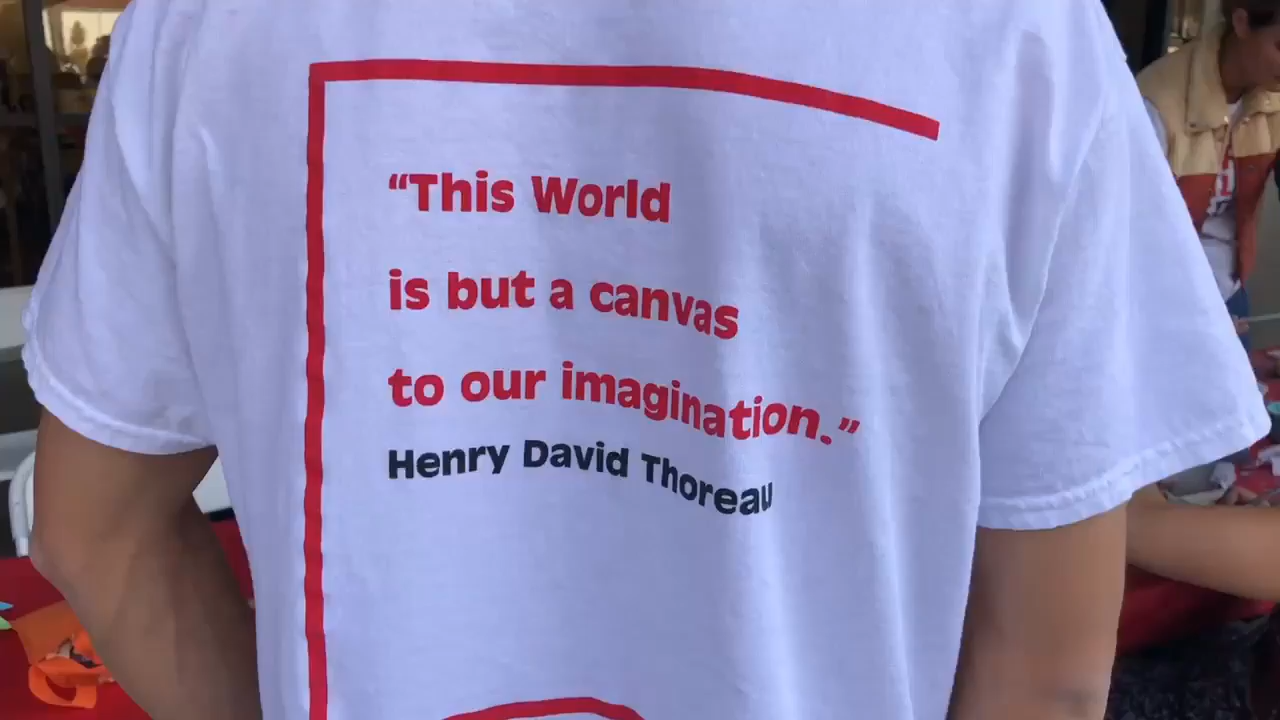 “This World
is but a canvas
to our imagination.”
Henry David Thoreau